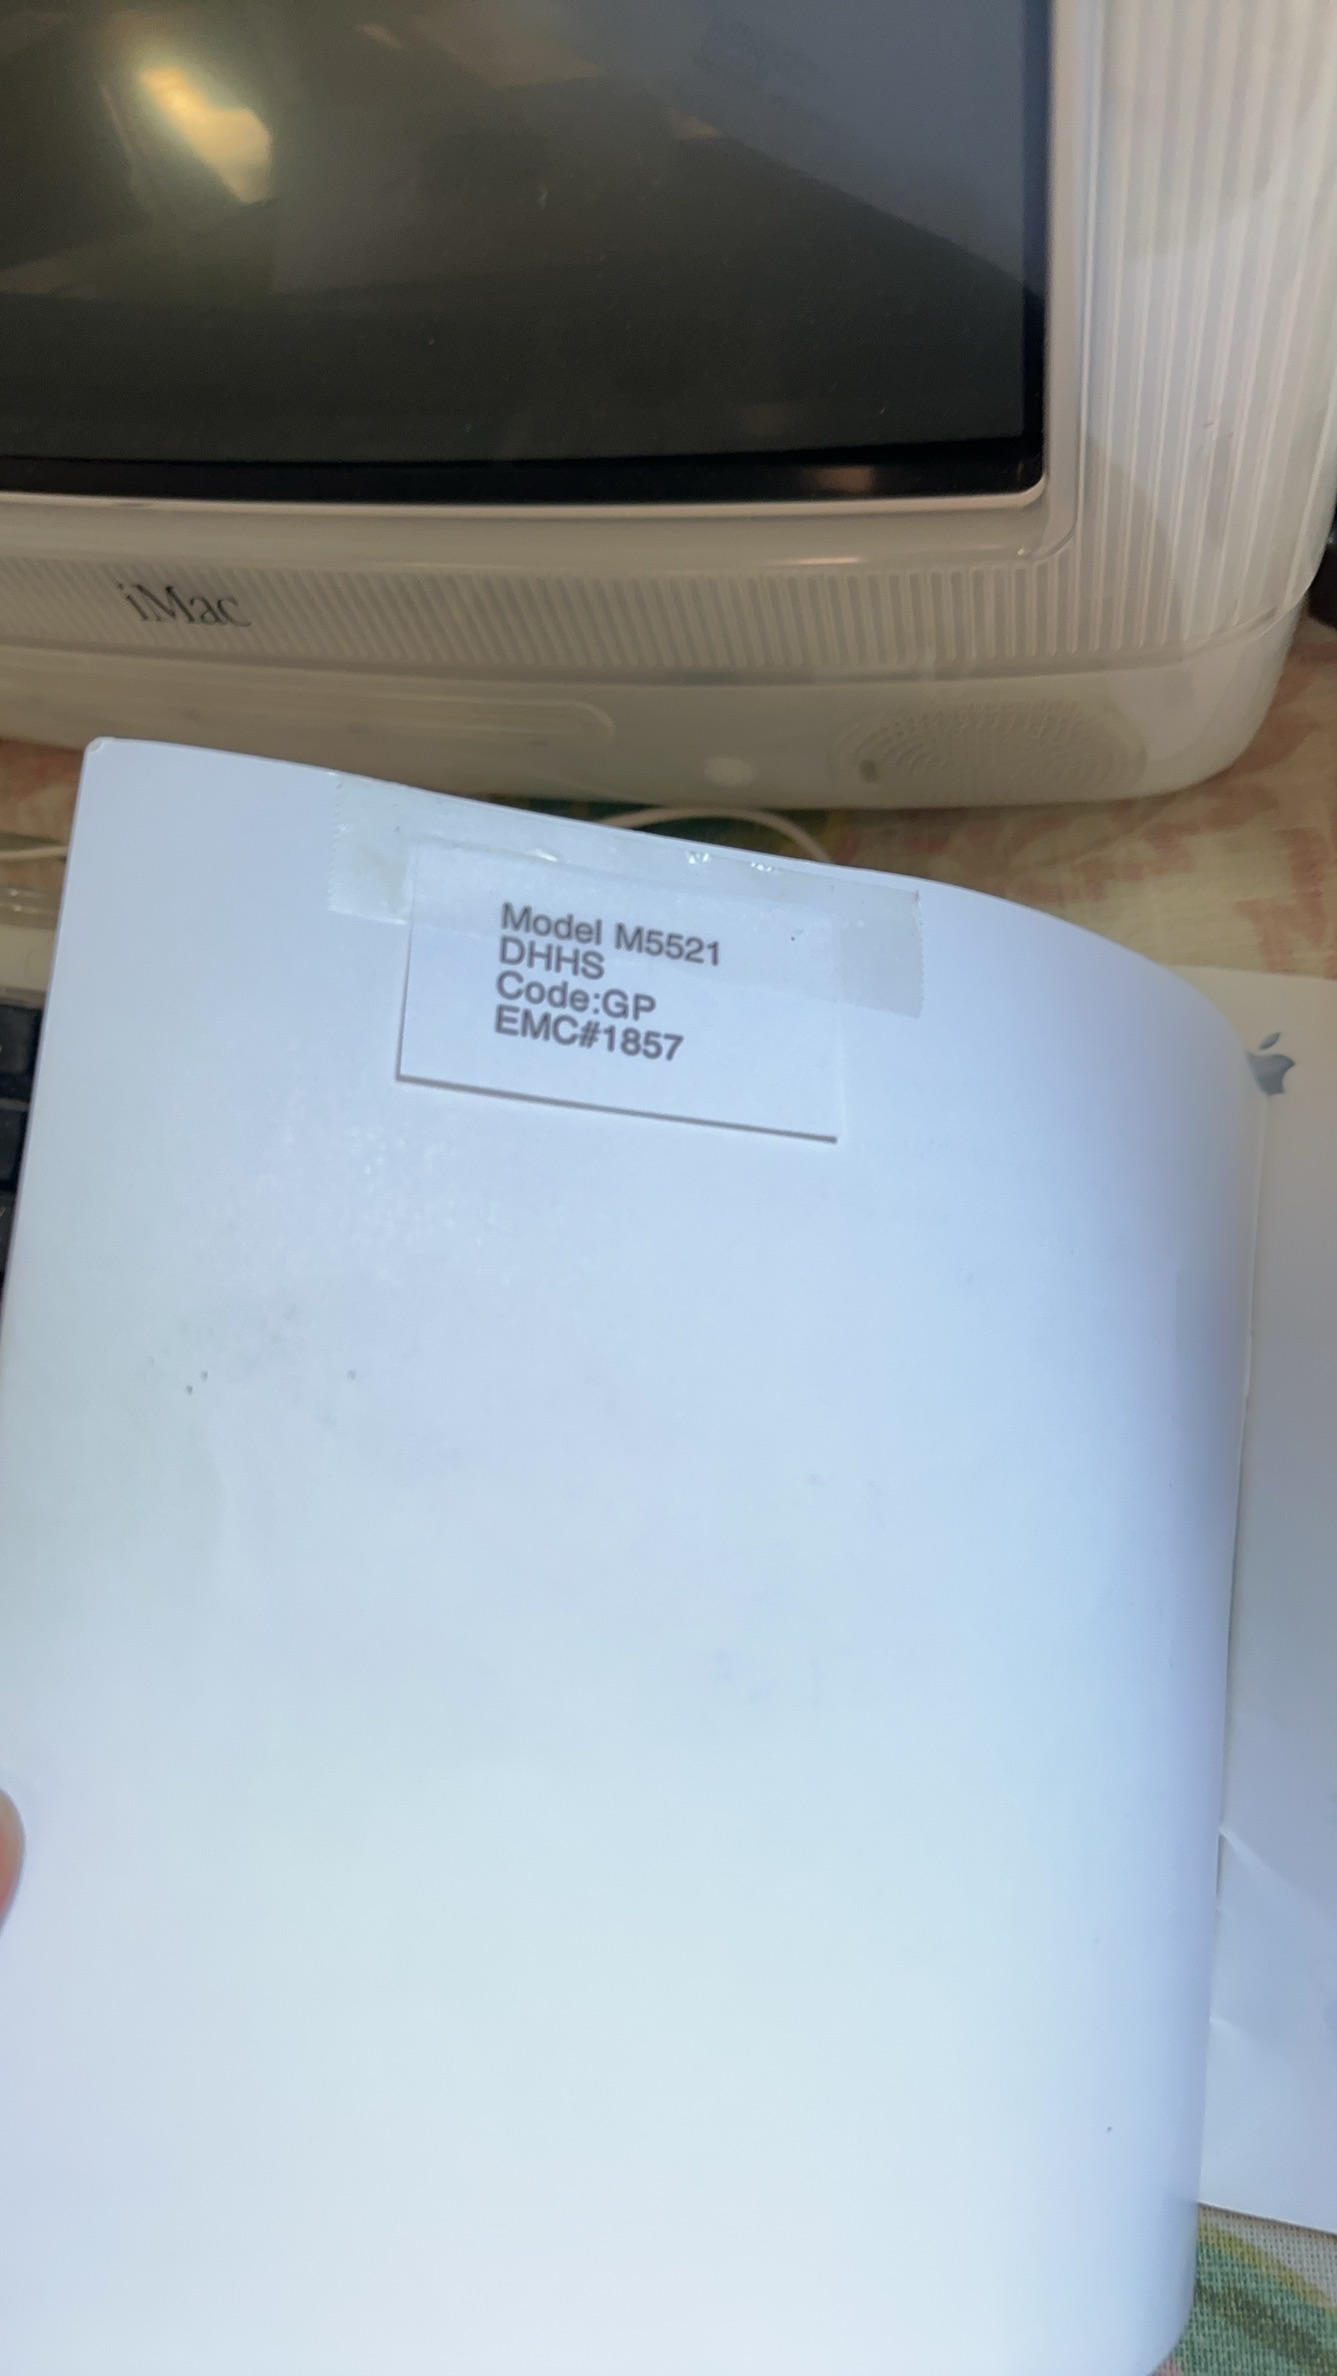 iMac
Model M5521
DHHS
Code:GP
EMC#1857